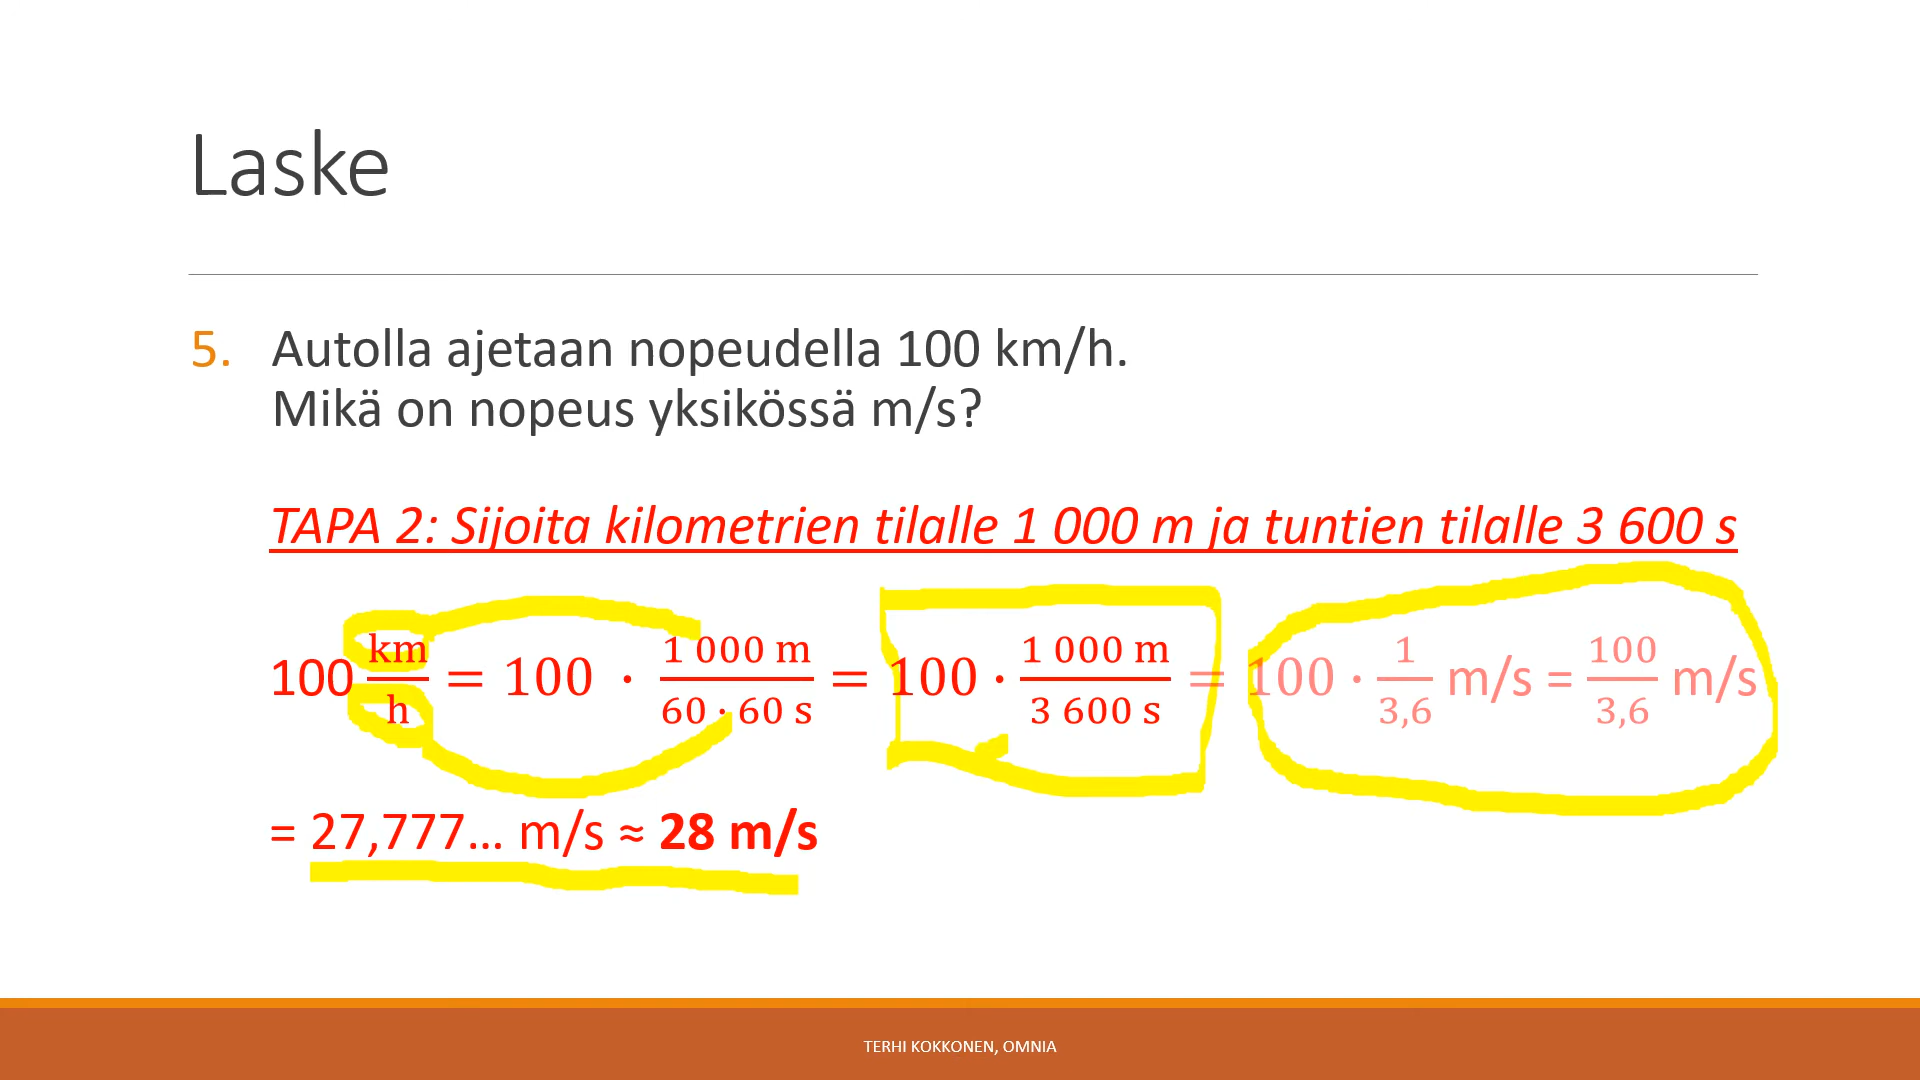 Laske
5. Autolla ajetaan nopeudella 100 km/h.
Mikä on nopeus yksikössä m/s?
TAPA 2: Sijoita kilometrien tilalle 1 000 m ja tuntien tilalle 3 600 s
100 km/h = 100 · 1 000 m/(60 · 60 s) = 100 · 1 000 m/(3 600 s) = 100 · 1/3,6 m/s = 100/3,6 m/s
= 27,777... m/s ≈ 28 m/s
TERHI KOKKONEN, OMNIA